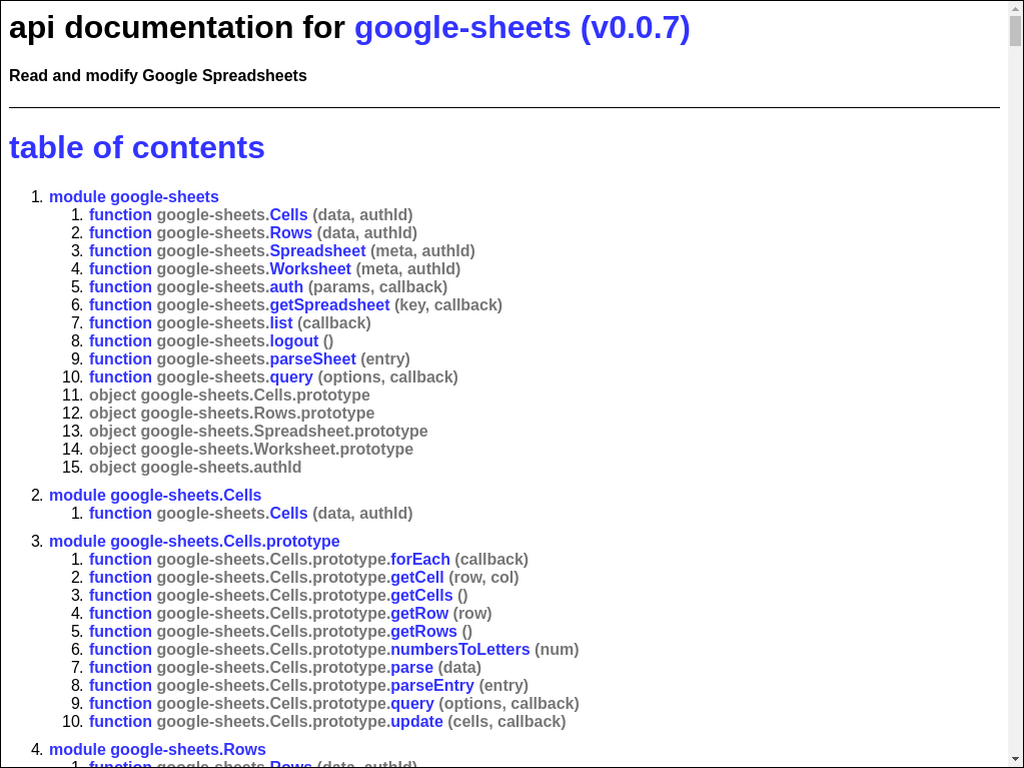 api documentation for google-sheets (v0.0.7)
Read and modify Google Spreadsheets
table of contents
1. module google-sheets
1. function google-sheets.Cells (data, authId)
2. function google-sheets.Rows (data, authId)
3. function google-sheets.Spreadsheet (meta, authId)
4. function google-sheets.Worksheet (meta, authId)
5. function google-sheets.auth (params, callback)
6. function google-sheets.getSpreadsheet (key, callback)
7. function google-sheets.list (callback)
8. function google-sheets.logout ()
9. function google-sheets.parseSheet (entry)
10. function google-sheets.query (options, callback)
11. object google-sheets.Cells.prototype
12. object google-sheets.Rows.prototype
13. object google-sheets.Spreadsheet.prototype
14. object google-sheets.Worksheet.prototype
15. object google-sheets.authId
2. module google-sheets.Cells
1. function google-sheets.Cells (data, authId)
3. module google-sheets.Cells.prototype
1. function google-sheets.Cells.prototype.forEach (callback)
2. function google-sheets.Cells.prototype.getCell (row, col)
3. function google-sheets.Cells.prototype.getCells ()
4. function google-sheets.Cells.prototype.getRow (row)
5. function google-sheets.Cells.prototype.getRows ()
6. function google-sheets.Cells.prototype.numbersToLetters (num)
7. function google-sheets.Cells.prototype.parse (data)
8. function google-sheets.Cells.prototype.parseEntry (entry)
9. function google-sheets.Cells.prototype.query (options, callback)
10. function google-sheets.Cells.prototype.update (cells, callback)
4. module google-sheets.Rows
1. function google-sheets.Rows (data, authId)